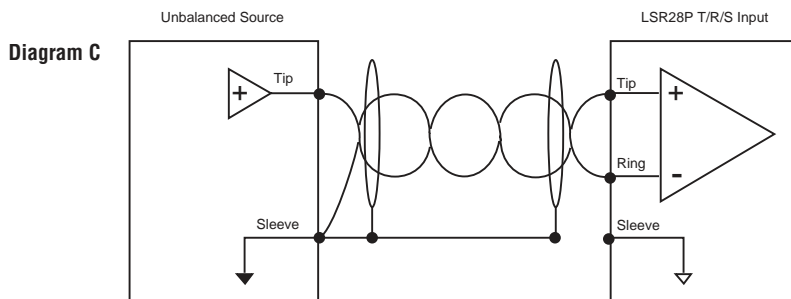 Unbalanced Source
LSR28P T/R/S Input
Diagram C
Tip
Tip
+
+
Ring
-
Sleeve
Sleeve